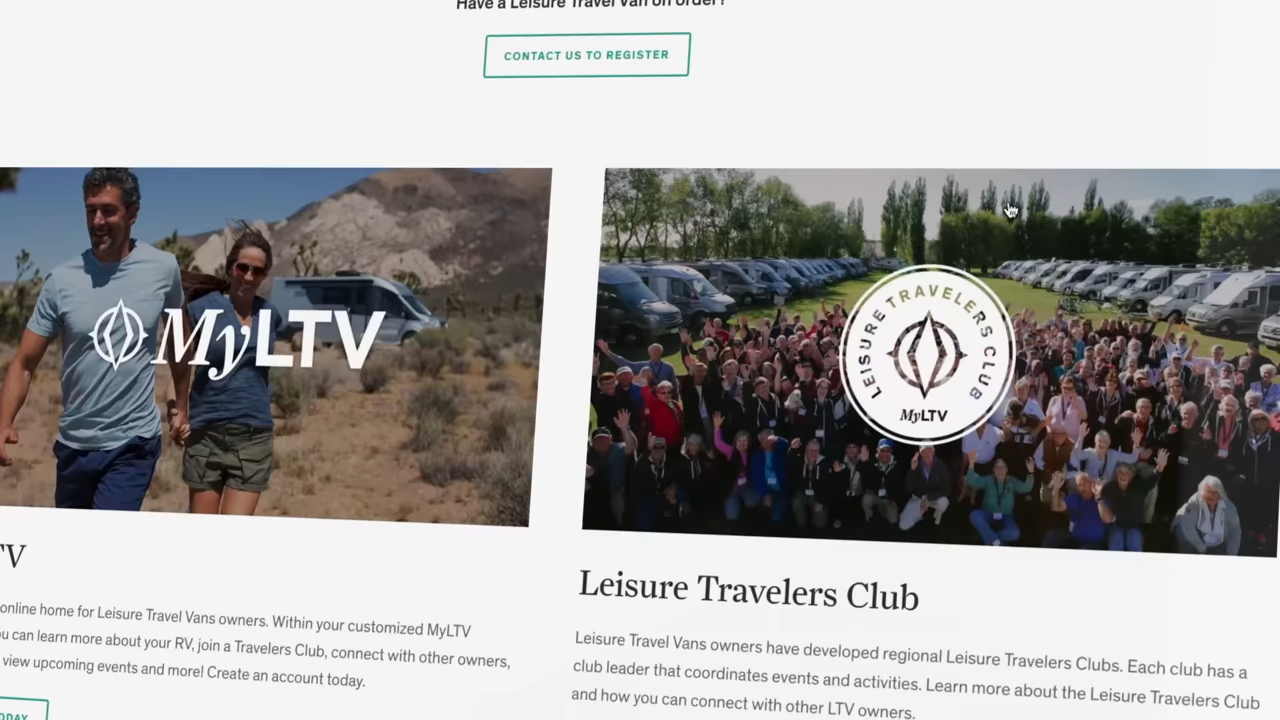 Have a Leisure Travel Van on order?
CONTACT US TO REGISTER
MyLTV
LEISURE TRAVELERS CLUB
MyLTV
TV
online home for Leisure Travel Vans owners. Within your customized MyLTV
you can learn more about your RV, join a Travelers Club, connect with other owners,
view upcoming events and more! Create an account today.
TODAY
Leisure Travelers Club
Leisure Travel Vans owners have developed regional Leisure Travelers Clubs. Each club has a
club leader that coordinates events and activities. Learn more about the Leisure Travelers Club
and how you can connect with other LTV owners.